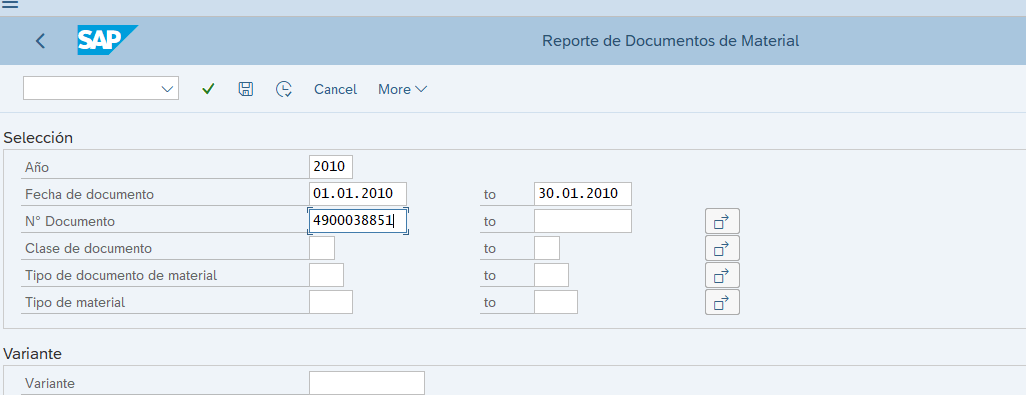 SAP
Reporte de Documentos de Material
Cancel More
Selección
Año 2010
Fecha de documento 01.01.2010 to 30.01.2010
N° Documento 4900038851 to
Clase de documento to
Tipo de documento de material to
Tipo de material to
Variante
Variante